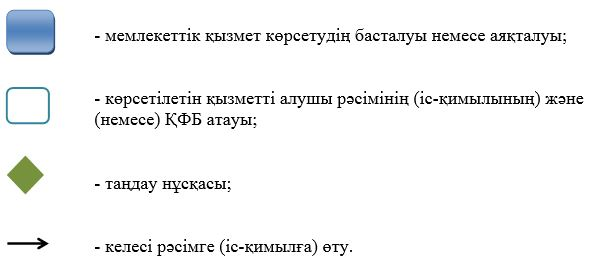 - мемлекеттік қызмет көрсетудің басталуы немесе аяқталуы;
- көрсетілетін қызметті алушы рәсімінің (іс-қимылының) және
(немесе) ҚФБ атауы;
- таңдау нұсқасы;
- келесі рәсімге (іс-қимылға) өту.